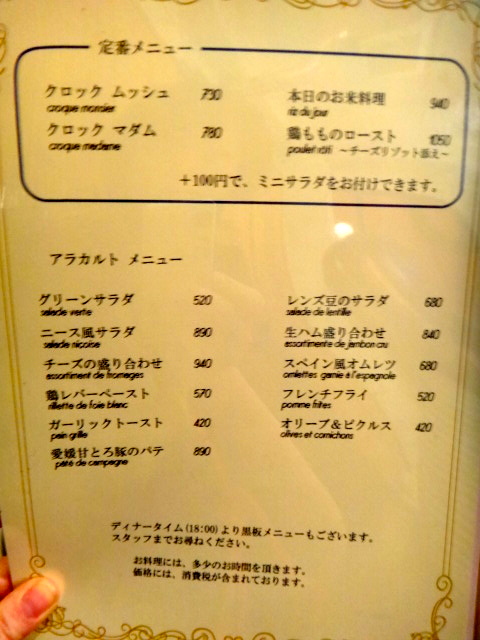 定番メニュー
クロック ムッシュ 730
croque monsier
クロック マダム 780
croque madame
本日のお米料理 940
riz du jour
鶏もものロースト 1050
poulet rôti ～チーズリゾット添え～
＋100円で、ミニサラダをお付けできます。
アラカルト メニュー
グリーンサラダ 520
salade verte
ニース風サラダ 890
salade niçoise
チーズの盛り合わせ 940
assortiment de fromages
鶏レバーペースト 570
rillette de foie blanc
ガーリックトースト 420
pain grille
愛媛甘とろ豚のパテ 890
pâté de campagne
レンズ豆のサラダ 680
salade de lentille
生ハム盛り合わせ 840
assortimente de jambon cru
スペイン風オムレツ 680
omlettes garnie à l'espagnole
フレンチフライ 520
pomme frites
オリーブ&ピクルス 420
olives et cornichons
ディナータイム(18:00)より黒板メニューもございます。
スタッフまでお尋ねください。
お料理には、多少のお時間を頂きます。
価格には、消費税が含まれております。